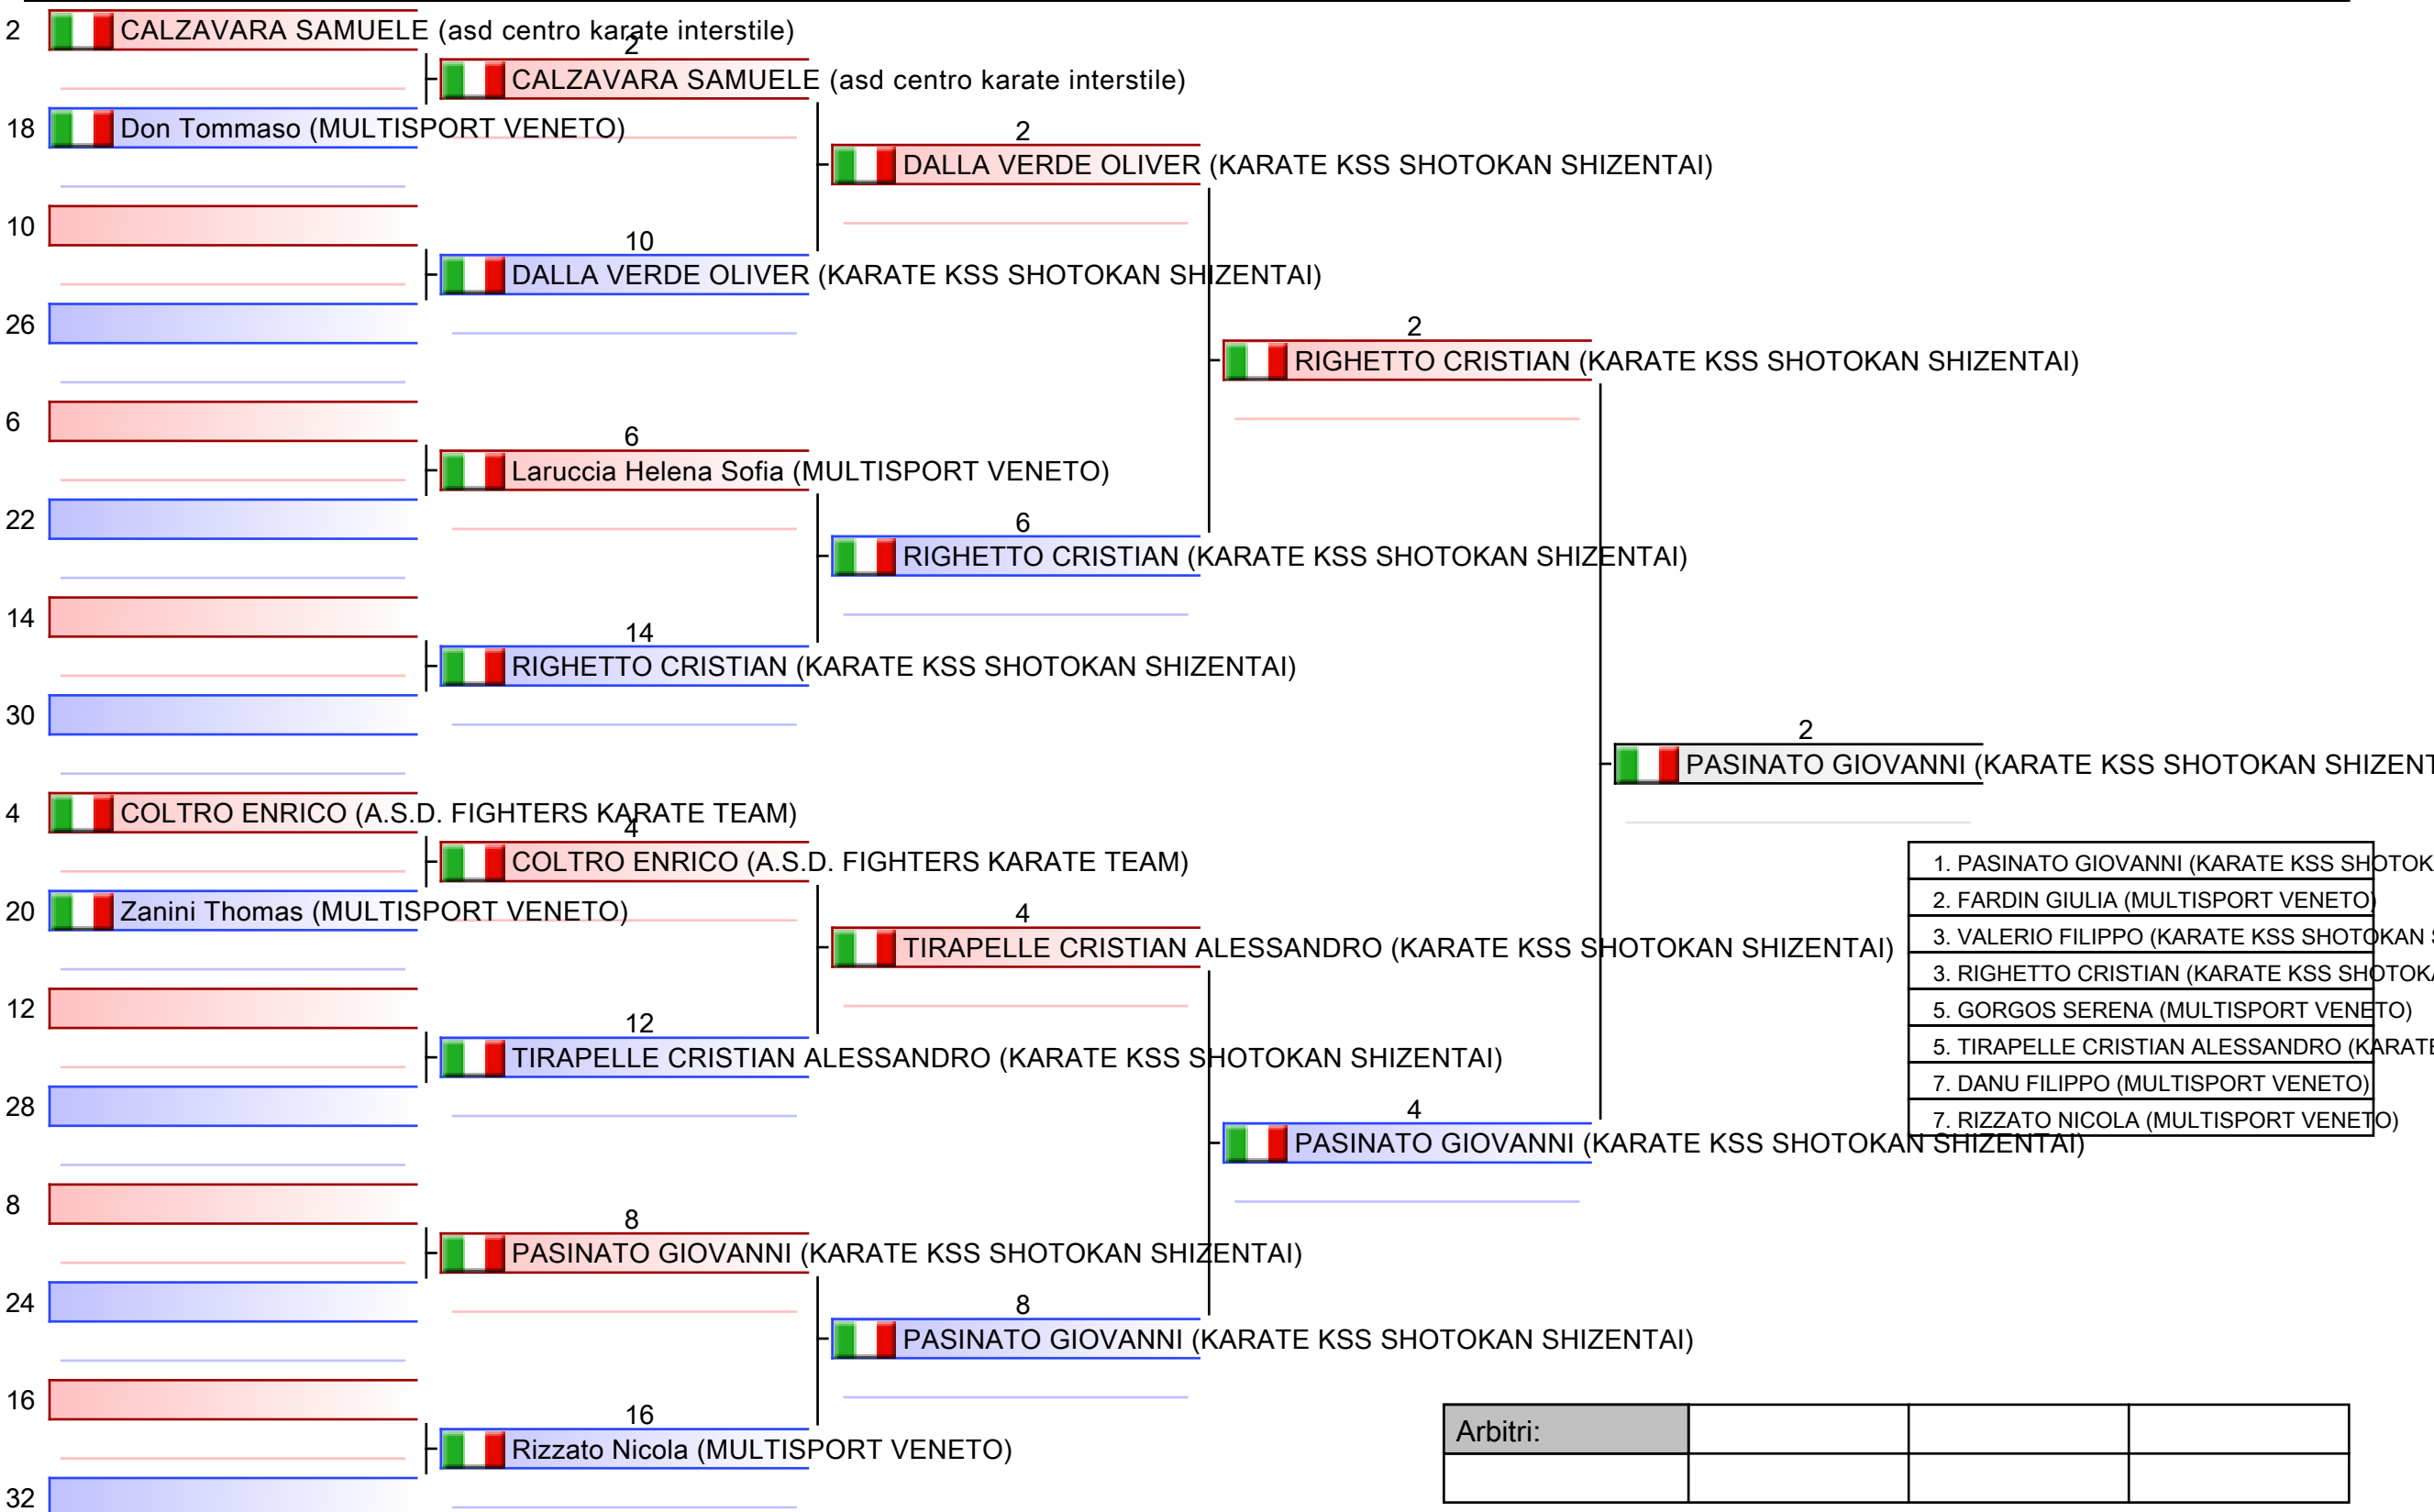 2 CALZAVARA SAMUELE (asd centro karate interstile)
2
CALZAVARA SAMUELE (asd centro karate interstile)
18 Don Tommaso (MULTISPORT VENETO)
2
DALLA VERDE OLIVER (KARATE KSS SHOTOKAN SHIZENTAI)
10
10
DALLA VERDE OLIVER (KARATE KSS SHOTOKAN SHIZENTAI)
26
2
RIGHETTO CRISTIAN (KARATE KSS SHOTOKAN SHIZENTAI)
6
6
Laruccia Helena Sofia (MULTISPORT VENETO)
22
6
RIGHETTO CRISTIAN (KARATE KSS SHOTOKAN SHIZENTAI)
14
14
RIGHETTO CRISTIAN (KARATE KSS SHOTOKAN SHIZENTAI)
30
2
PASINATO GIOVANNI (KARATE KSS SHOTOKAN SHIZENT
4 COLTRO ENRICO (A.S.D. FIGHTERS KARATE TEAM)
4
COLTRO ENRICO (A.S.D. FIGHTERS KARATE TEAM)
20 Zanini Thomas (MULTISPORT VENETO)
4
TIRAPELLE CRISTIAN ALESSANDRO (KARATE KSS SHOTOKAN SHIZENTAI)
12
12
TIRAPELLE CRISTIAN ALESSANDRO (KARATE KSS SHOTOKAN SHIZENTAI)
28
4
PASINATO GIOVANNI (KARATE KSS SHOTOKAN SHIZENTAI)
8
8
PASINATO GIOVANNI (KARATE KSS SHOTOKAN SHIZENTAI)
24
8
PASINATO GIOVANNI (KARATE KSS SHOTOKAN SHIZENTAI)
16
16
Rizzato Nicola (MULTISPORT VENETO)
32
1. PASINATO GIOVANNI (KARATE KSS SHOTOK
2. FARDIN GIULIA (MULTISPORT VENETO)
3. VALERIO FILIPPO (KARATE KSS SHOTOKAN S
3. RIGHETTO CRISTIAN (KARATE KSS SHOTOKA
5. GORGOS SERENA (MULTISPORT VENETO)
5. TIRAPELLE CRISTIAN ALESSANDRO (KARATE
7. DANU FILIPPO (MULTISPORT VENETO)
7. RIZZATO NICOLA (MULTISPORT VENETO)
Arbitri: